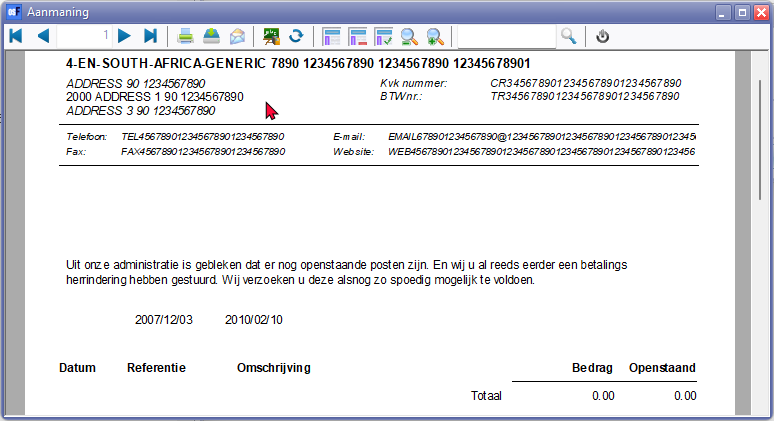 Aanmaning
1
4-EN-SOUTH-AFRICA-GENERIC 7890 1234567890 1234567890 12345678901
ADDRESS 90 1234567890 Kvk nummer: CR3456789012345678901234567890
2000 ADDRESS 1 90 1234567890 BTWnr.: TR3456789012345678901234567890
ADDRESS 3 90 1234567890
Telefoon: TEL456789012345678901234567890 E-mail: EMAIL678901234567890@123456789012345678901234567890123456
Fax: FAX456789012345678901234567890 Website: WEB45678901234567890123456789012345678901234567890123456
Uit onze administratie is gebleken dat er nog openstaande posten zijn. En wij u al reeds eerder een betalings
herrindering hebben gestuurd. Wij verzoeken u deze alsnog zo spoedig mogelijk te voldoen.
2007/12/03 2010/02/10
Datum Referentie Omschrijving Bedrag Openstaand
Totaal 0.00 0.00